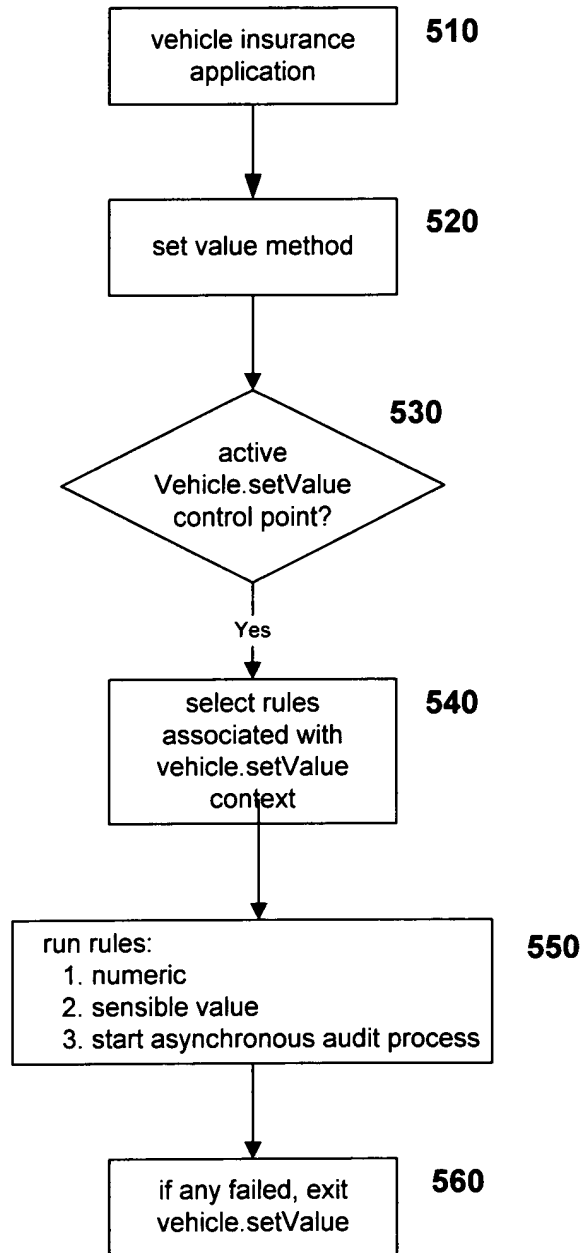 vehicle insurance
application
510
set value method
520
530
active
Vehicle.setValue
control point?
Yes
select rules
associated with
vehicle.setValue
context
540
run rules:
1. numeric
2. sensible value
3. start asynchronous audit process
550
if any failed, exit
vehicle.setValue
560